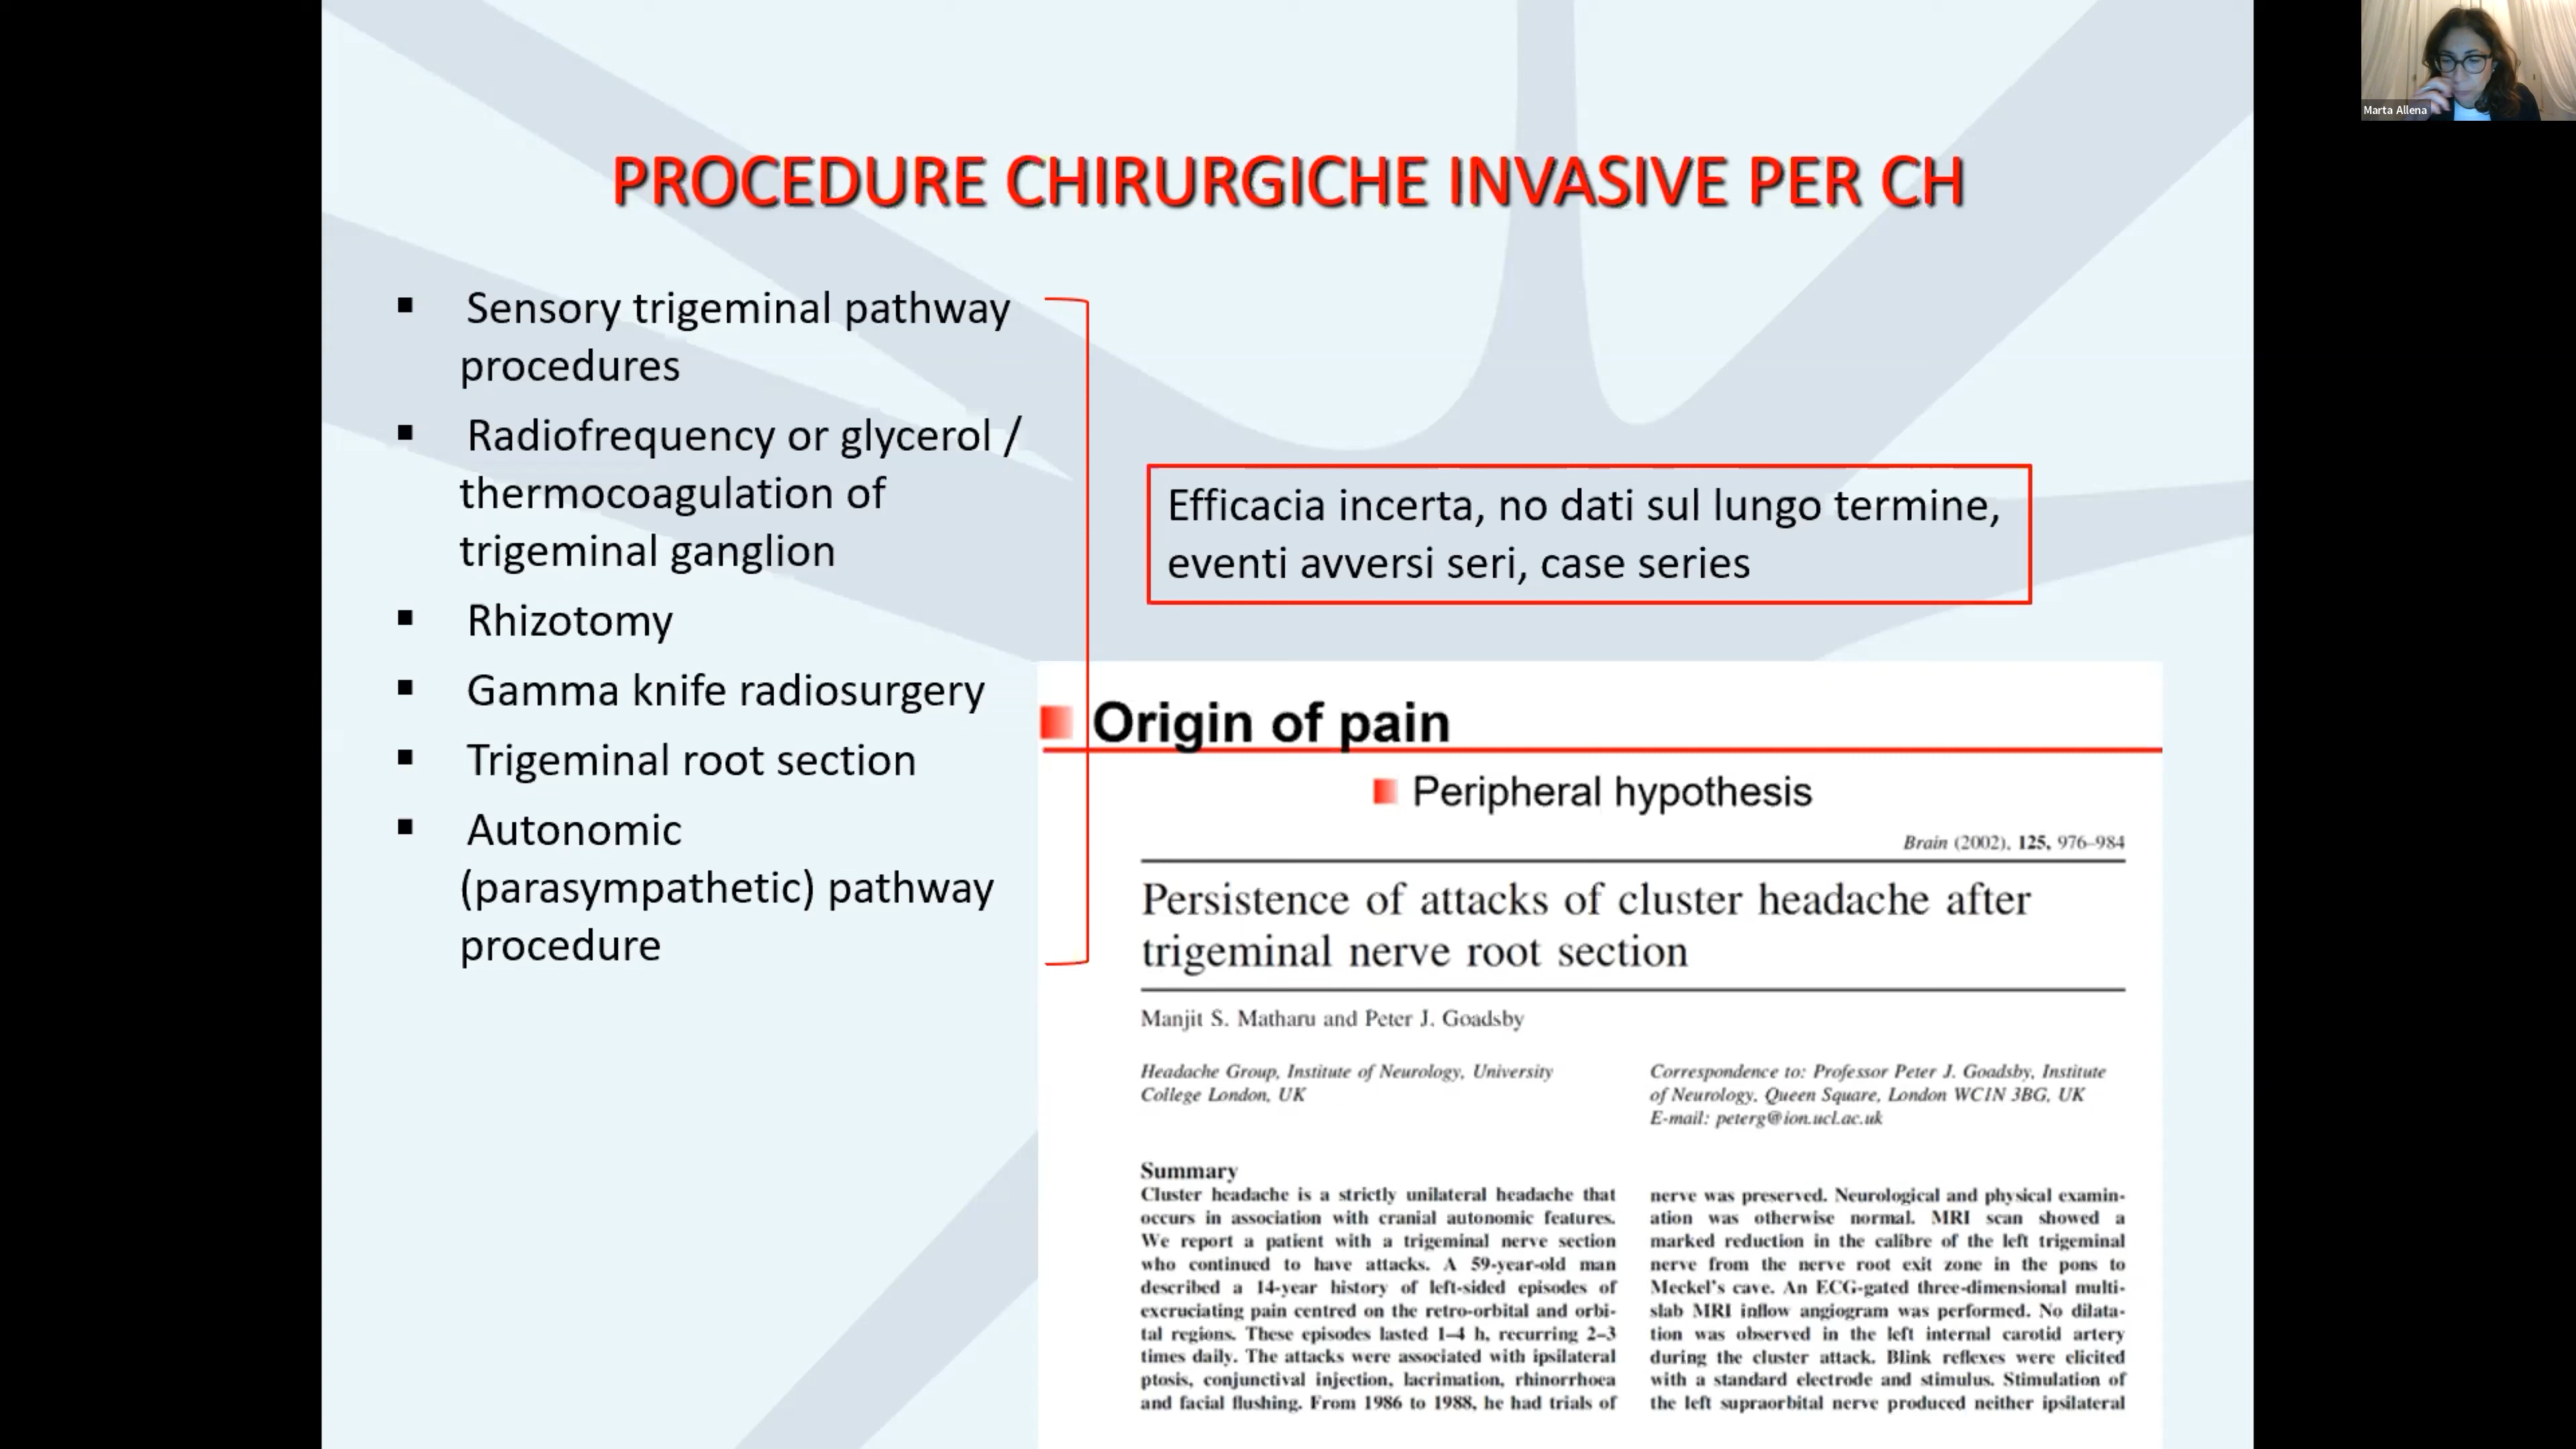 Marta Allena
PROCEDURE CHIRURGICHE INVASIVE PER CH
▪ Sensory trigeminal pathway
procedures
▪ Radiofrequency or glycerol /
thermocoagulation of
trigeminal ganglion
▪ Rhizotomy
▪ Gamma knife radiosurgery
▪ Trigeminal root section
▪ Autonomic
(parasympathetic) pathway
procedure
Efficacia incerta, no dati sul lungo termine,
eventi avversi seri, case series
Origin of pain
Peripheral hypothesis
Brain (2002), 125, 976–984
Persistence of attacks of cluster headache after
trigeminal nerve root section
Manjit S. Matharu and Peter J. Goadsby
Headache Group, Institute of Neurology, University
College London, UK
Correspondence to: Professor Peter J. Goadsby, Institute
of Neurology, Queen Square, London WC1N 3BG, UK
E-mail: peterg@ion.ucl.ac.uk
Summary
Cluster headache is a strictly unilateral headache that
occurs in association with cranial autonomic features.
We report a patient with a trigeminal nerve section
who continued to have attacks. A 59-year-old man
described a 14-year history of left-sided episodes of
excruciating pain centred on the retro-orbital and orbi-
tal regions. These episodes lasted 1–4 h, recurring 2–3
times daily. The attacks were associated with ipsilateral
ptosis, conjunctival injection, lacrimation, rhinorrhoea
and facial flushing. From 1986 to 1988, he had trials of
nerve was preserved. Neurological and physical examin-
ation was otherwise normal. MRI scan showed a
marked reduction in the calibre of the left trigeminal
nerve from the nerve root exit zone in the pons to
Meckel's cave. An ECG-gated three-dimensional multi-
slab MRI inflow angiogram was performed. No dilata-
tion was observed in the left internal carotid artery
during the cluster attack. Blink reflexes were elicited
with a standard electrode and stimulus. Stimulation of
the left supraorbital nerve produced neither ipsilateral